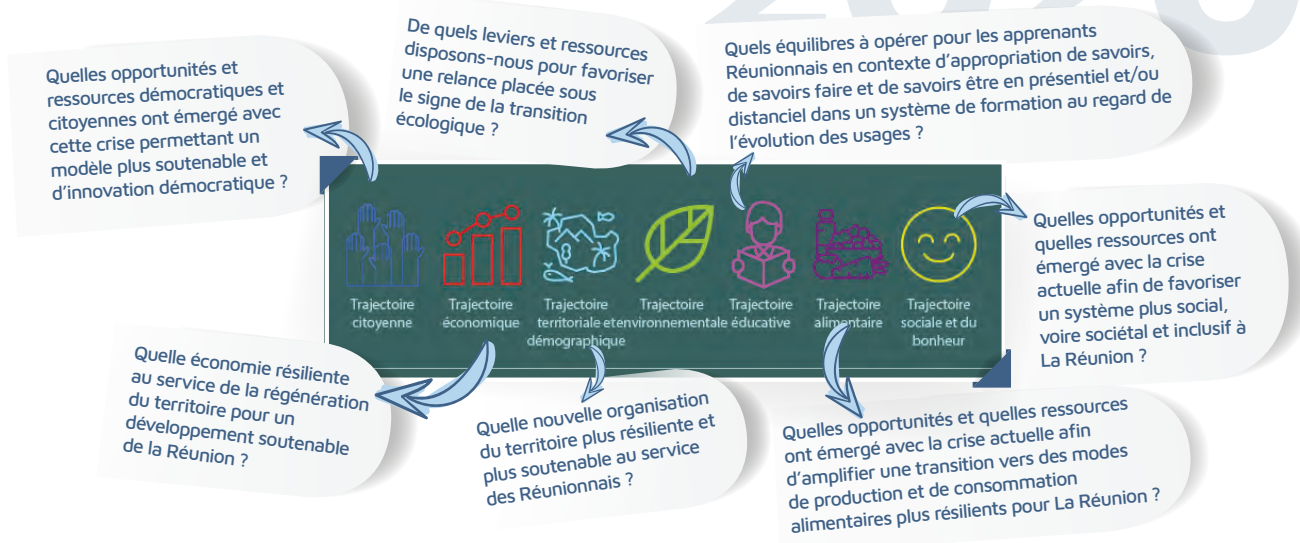 2020
Quelles opportunités et
ressources démocratiques et
citoyennes ont émergé avec
cette crise permettant un
modèle plus soutenable et
d'innovation démocratique ?
De quels leviers et ressources
disposons-nous pour favoriser
une relance placée sous
le signe de la transition
écologique ?
Quels équilibres à opérer pour les apprenants
Réunionnais en contexte d'appropriation de savoirs,
de savoirs faire et de savoirs être en présentiel et/ou
distanciel dans un système de formation au regard de
l'évolution des usages ?
Trajectoire
citoyenne
Trajectoire
économique
Trajectoire
territoriale et
démographique
Trajectoire
environnementale
Trajectoire
éducative
Trajectoire
alimentaire
Trajectoire
sociale et du
bonheur
Quelles opportunités et
quelles ressources ont
émergé avec la crise
actuelle afin de favoriser
un système plus social,
voire sociétal et inclusif à
La Réunion ?
Quelle économie résiliente
au service de la régénération
du territoire pour un
développement soutenable
de la Réunion ?
Quelle nouvelle organisation
du territoire plus résiliente et
plus soutenable au service
des Réunionnais ?
Quelles opportunités et quelles ressources
ont émergé avec la crise actuelle afin
d'amplifier une transition vers des modes
de production et de consommation
alimentaires plus résilients pour La Réunion ?